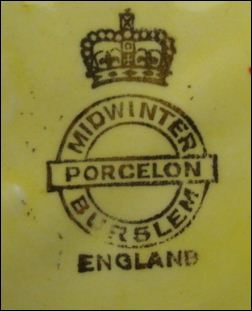 MIDWINTER
PORCELON
BURSLEM
ENGLAND